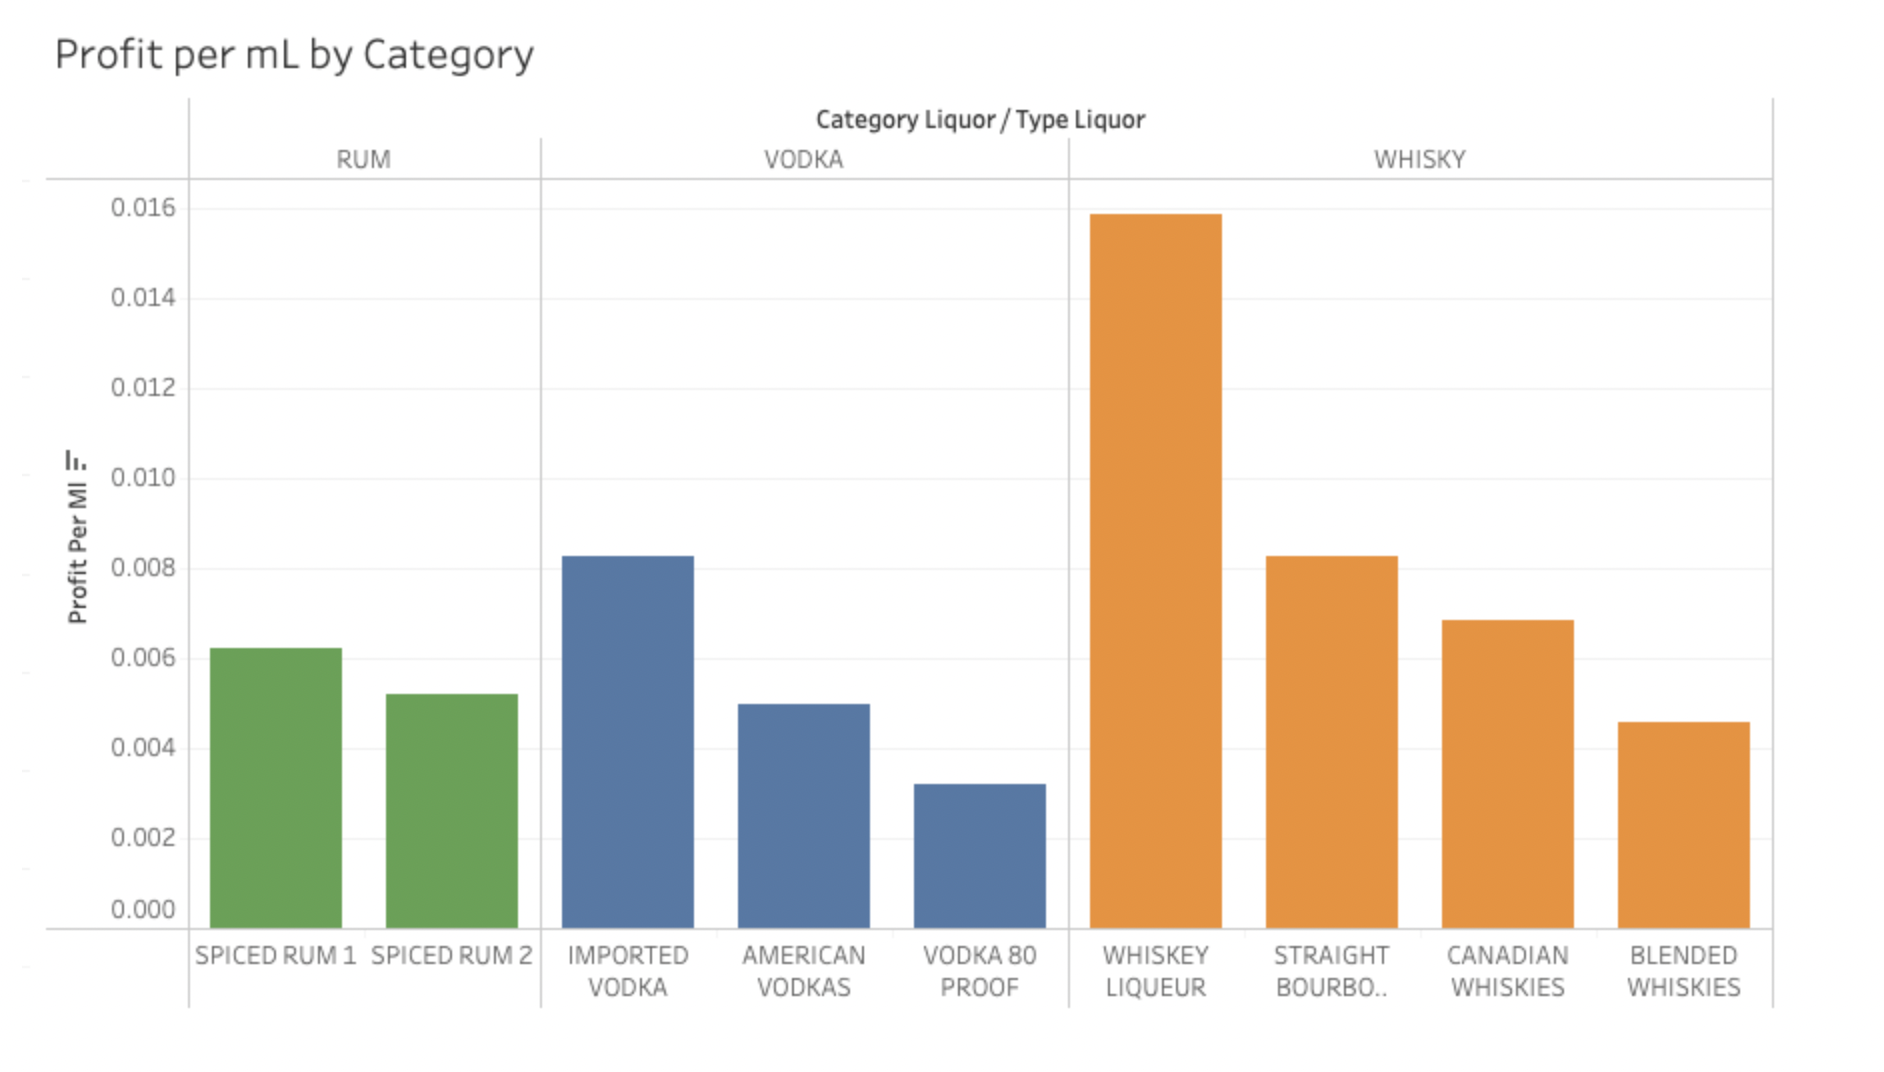 Profit per mL by Category
Category Liquor / Type Liquor
RUM VODKA WHISKY
Profit Per Ml
0.016
0.014
0.012
0.010
0.008
0.006
0.004
0.002
0.000
SPICED RUM 1
SPICED RUM 2
IMPORTED
VODKA
AMERICAN
VODKAS
VODKA 80
PROOF
WHISKEY
LIQUEUR
STRAIGHT
BOURBO..
CANADIAN
WHISKIES
BLENDED
WHISKIES